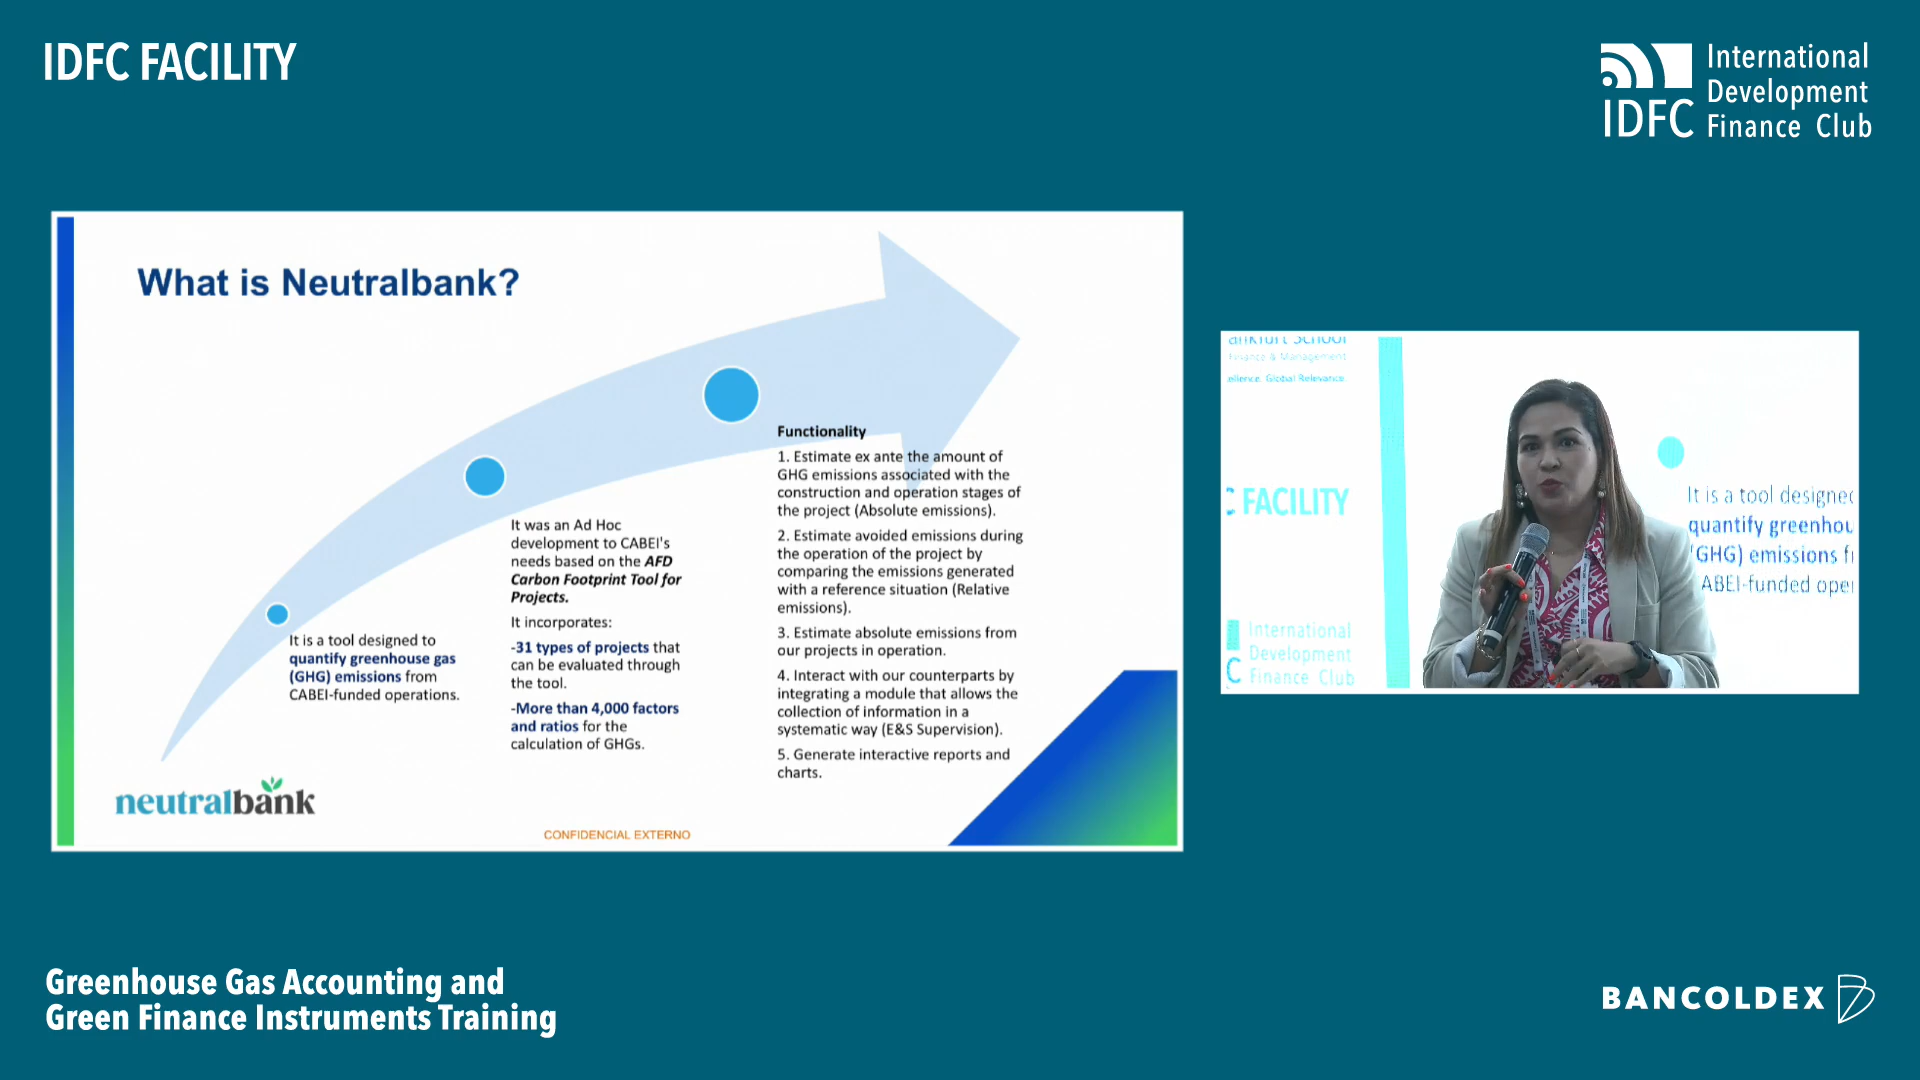 IDFC FACILITY
International
Development
Finance Club
IDFC
What is Neutralbank?
It is a tool designed to
quantify greenhouse gas
(GHG) emissions from
CABEI-funded operations.
It was an Ad Hoc
development to CABEI's
needs based on the AFD
Carbon Footprint Tool for
Projects.
It incorporates:
-31 types of projects that
can be evaluated through
the tool.
-More than 4,000 factors
and ratios for the
calculation of GHGs.
Functionality
1. Estimate ex ante the amount of
GHG emissions associated with the
construction and operation stages of
the project (Absolute emissions).
2. Estimate avoided emissions during
the operation of the project by
comparing the emissions generated
with a reference situation (Relative
emissions).
3. Estimate absolute emissions from
our projects in operation.
4. Interact with our counterparts by
integrating a module that allows the
collection of information in a
systematic way (E&S Supervision).
5. Generate interactive reports and
charts.
neutralbank
CONFIDENCIAL EXTERNO
ankfurt School
Finance & Management
ellence. Global Relevance.
C FACILITY
It is a tool designed
quantify greenhou
(GHG) emissions f
ABEI-funded oper
International
Development
C Finance Club
Greenhouse Gas Accounting and
Green Finance Instruments Training
BANCOLDEX